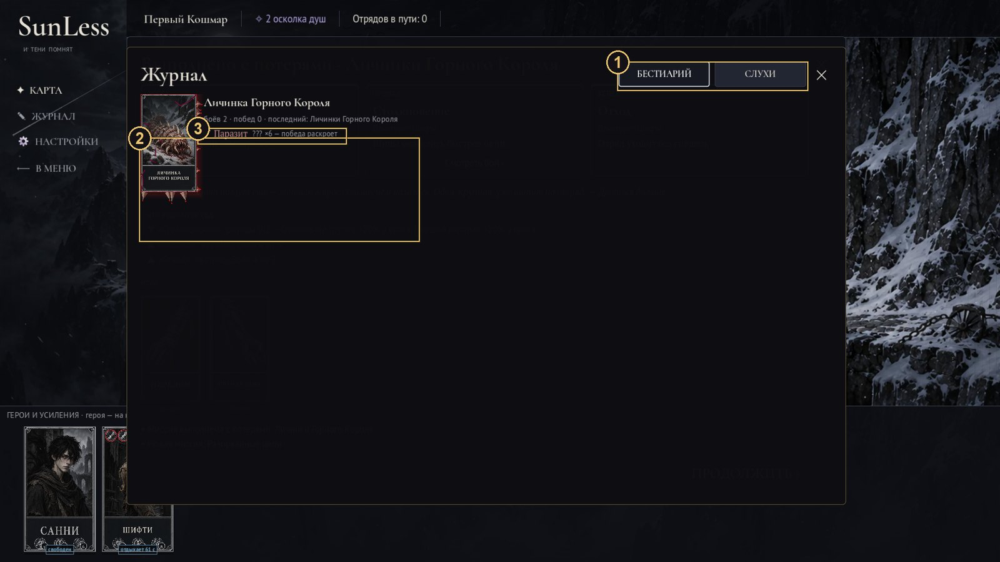 SunLess
И ТЕНИ ПОМНЯТ
Первый Кошмар
✧ 2 осколка душ
Отрядов в пути: 0
КАРТА
ЖУРНАЛ
НАСТРОЙКИ
В МЕНЮ
Журнал
1
БЕСТИАРИЙ
СЛУХИ
Личинка Горного Короля
боёв 2 · побед 0 · последний: Личинки Горного Короля
3
Паразит ??? ×6 — победа раскроет
2
ЛИЧИНКА
ГОРНОГО КОРОЛЯ
ПРОДОЛЖИТЬ
ГЕРОИ И УСИЛЕНИЯ · героя — на
САННИ
свободен
ШИФТИ
отдыхает 61 с